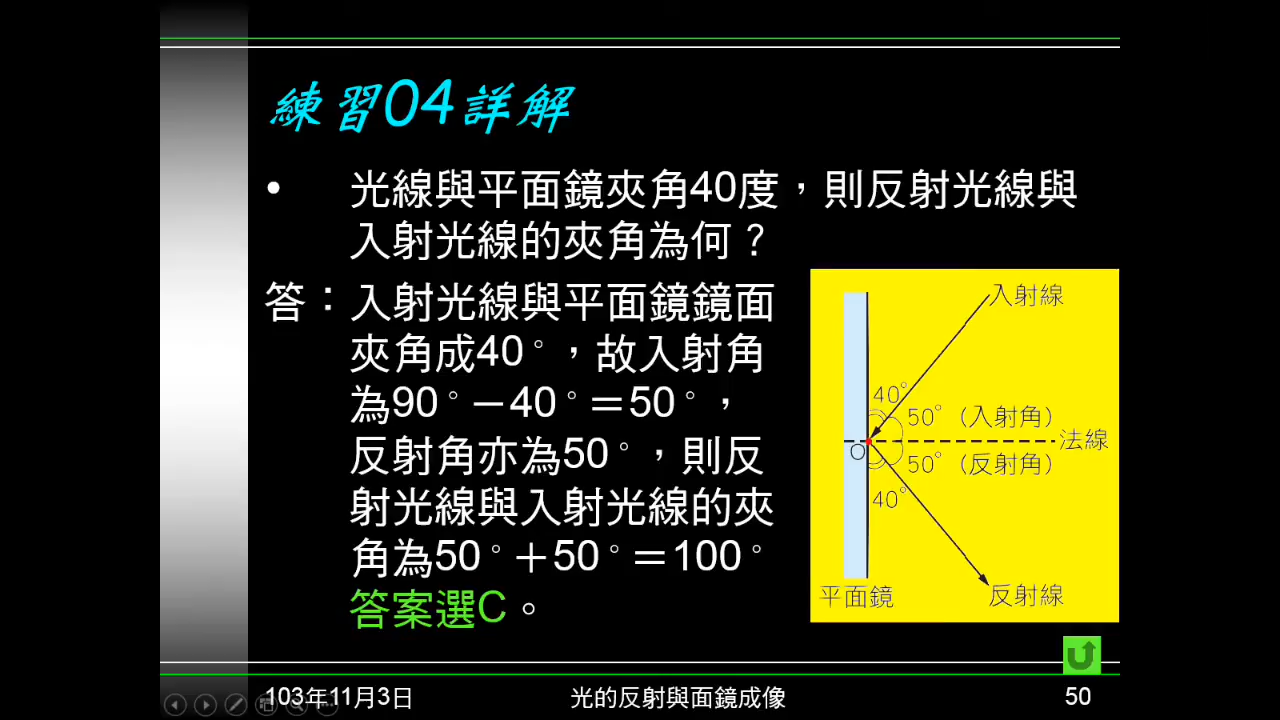 練習04詳解
• 光線與平面鏡夾角40度，則反射光線與
入射光線的夾角為何？
答：入射光線與平面鏡鏡面
夾角成40°，故入射角
為90°－40°＝50°，
反射角亦為50°，則反
射光線與入射光線的夾
角為50°＋50°＝100°
答案選C。
入射線
40°
50°（入射角）
法線
O
50°（反射角）
40°
平面鏡
反射線
103年11月3日
光的反射與面鏡成像
50